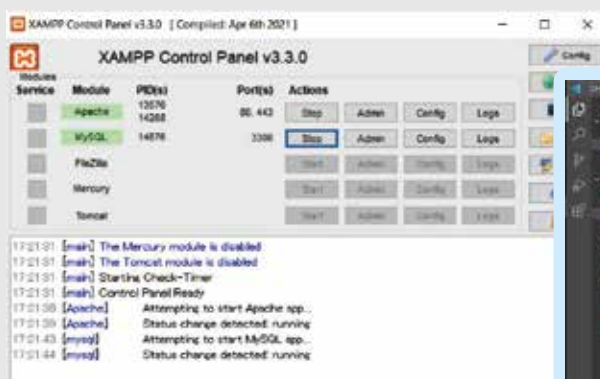 XAMPP Control Panel v3.3.0 [ Compiled: Apr 6th 2021 ]
XAMPP Control Panel v3.3.0
Config
Modules
Service Module PID(s) Port(s) Actions
Apache 13576 14268 80, 443 Stop Admin Config Logs
MySQL 14876 3306 Stop Admin Config Logs
FileZilla Start Admin Config Logs
Mercury Start Admin Config Logs
Tomcat Start Admin Config Logs
17:21:31 [main] The Mercury module is disabled
17:21:31 [main] The Tomcat module is disabled
17:21:31 [main] Starting Check-Timer
17:21:31 [main] Control Panel Ready
17:21:38 [Apache] Attempting to start Apache app...
17:21:39 [Apache] Status change detected: running
17:21:43 [mysql] Attempting to start MySQL app...
17:21:44 [mysql] Status change detected: running